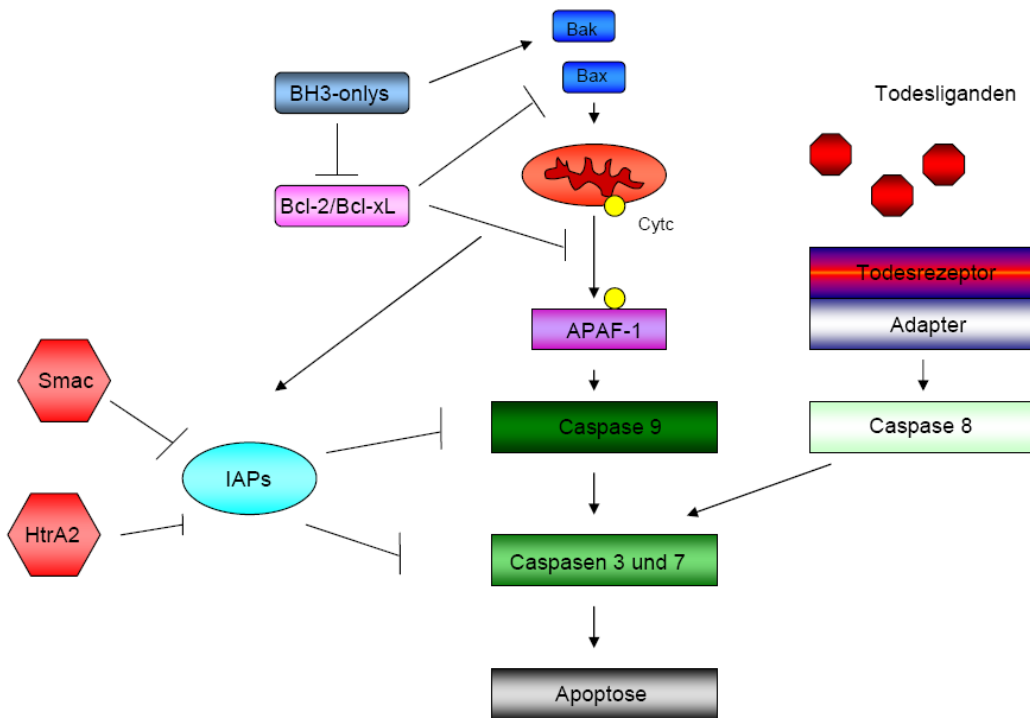 Bak
Bax
BH3-onlys
Todesliganden
Bcl-2/Bcl-xL
Cytc
Todesrezeptor
Adapter
APAF-1
Smac
Caspase 9
Caspase 8
IAPs
HtrA2
Caspasen 3 und 7
Apoptose